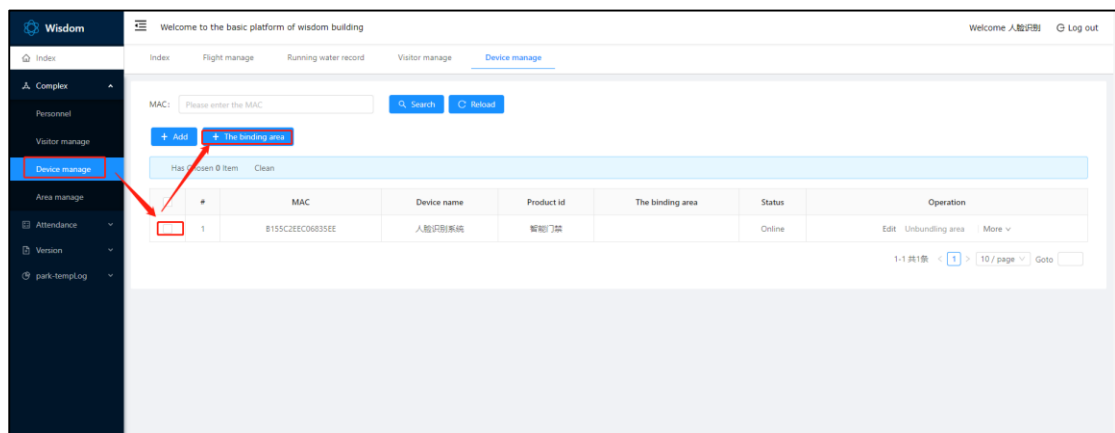 Wisdom
Welcome to the basic platform of wisdom building
Welcome 人脸识别 Log out
Index
Index Flight manage Running water record Visitor manage Device manage
Complex
Personnel
Visitor manage
Device manage
Area manage
Attendance
Version
park-tempLog
MAC: Please enter the MAC Search Reload
+ Add + The binding area
Has Chosen 0 Item Clean
# MAC Device name Product id The binding area Status Operation
1 B155C2EEC06835EE 人脸识别系统 智能门禁 Online Edit Unbundling area More
1-1 共1条 < 1 > 10 / page Goto